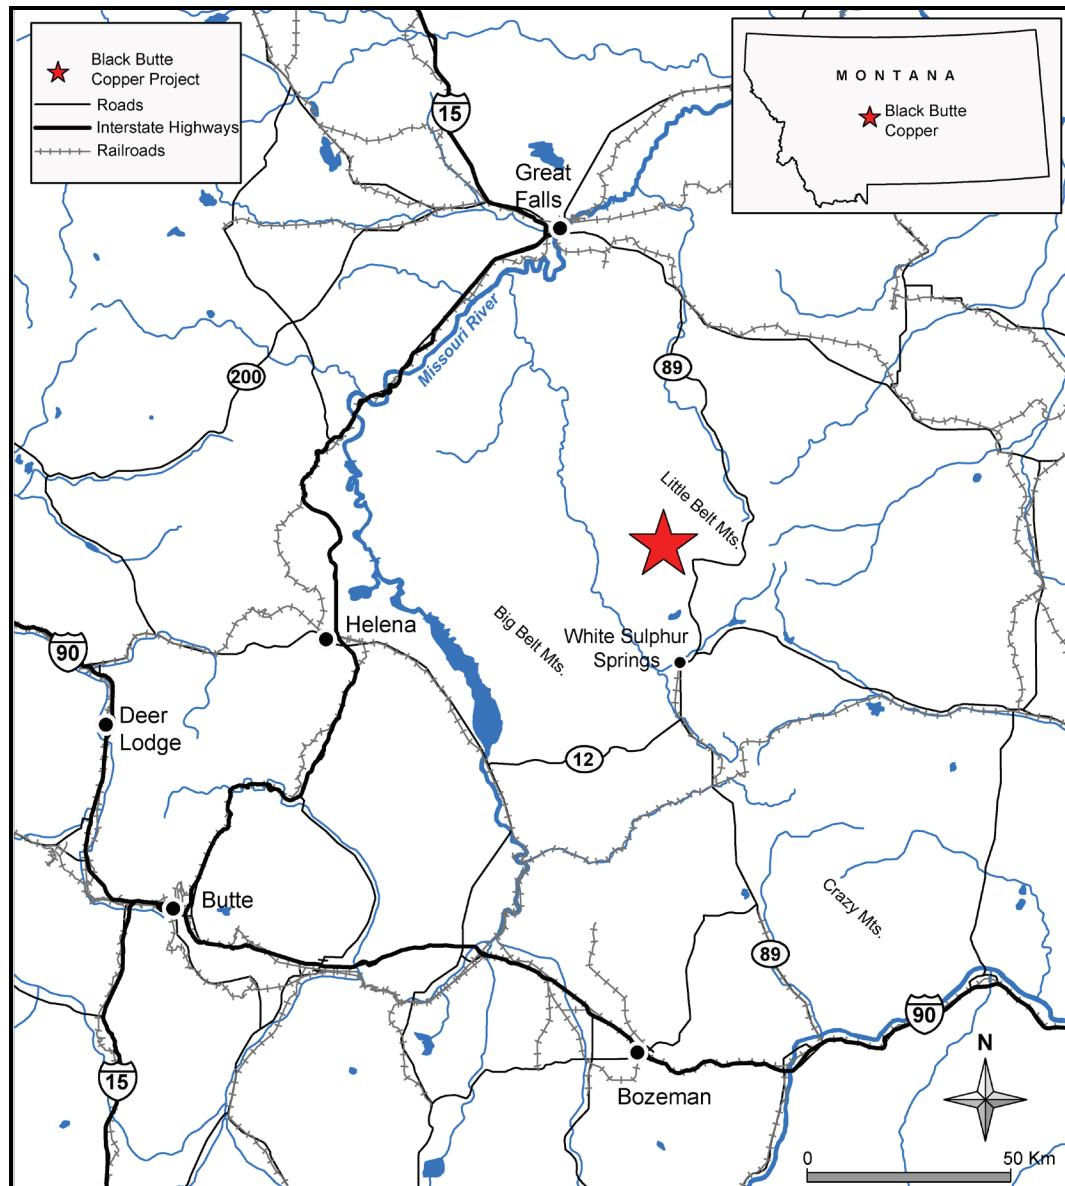 Black Butte
Copper Project
Roads
Interstate Highways
Railroads
MONTANA
Black Butte
Copper
15
Great
Falls
Missouri River
200
89
Little Belt Mts.
Helena
Big Belt Mts.
White Sulphur
Springs
90
Deer
Lodge
12
Butte
Crazy Mts.
89
90
15
Bozeman
N
0
50 Km